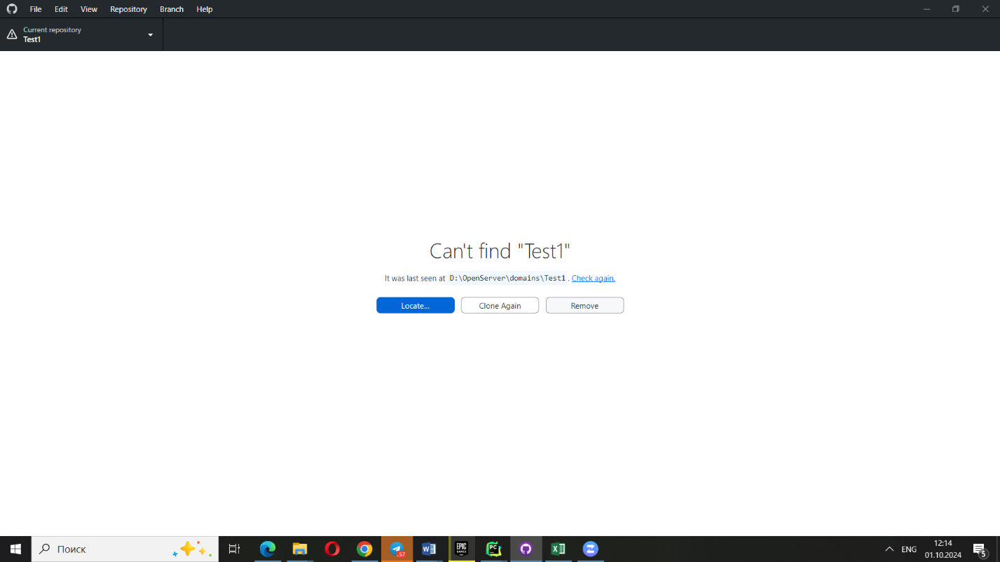 File Edit View Repository Branch Help
Current repository
Test1
Can't find "Test1"
It was last seen at D:\OpenServer\domains\Test1. Check again.
Locate... Clone Again Remove
Поиск
57
W
EPIC GAMES
PC
X
Z
ENG
12:14
01.10.2024
5